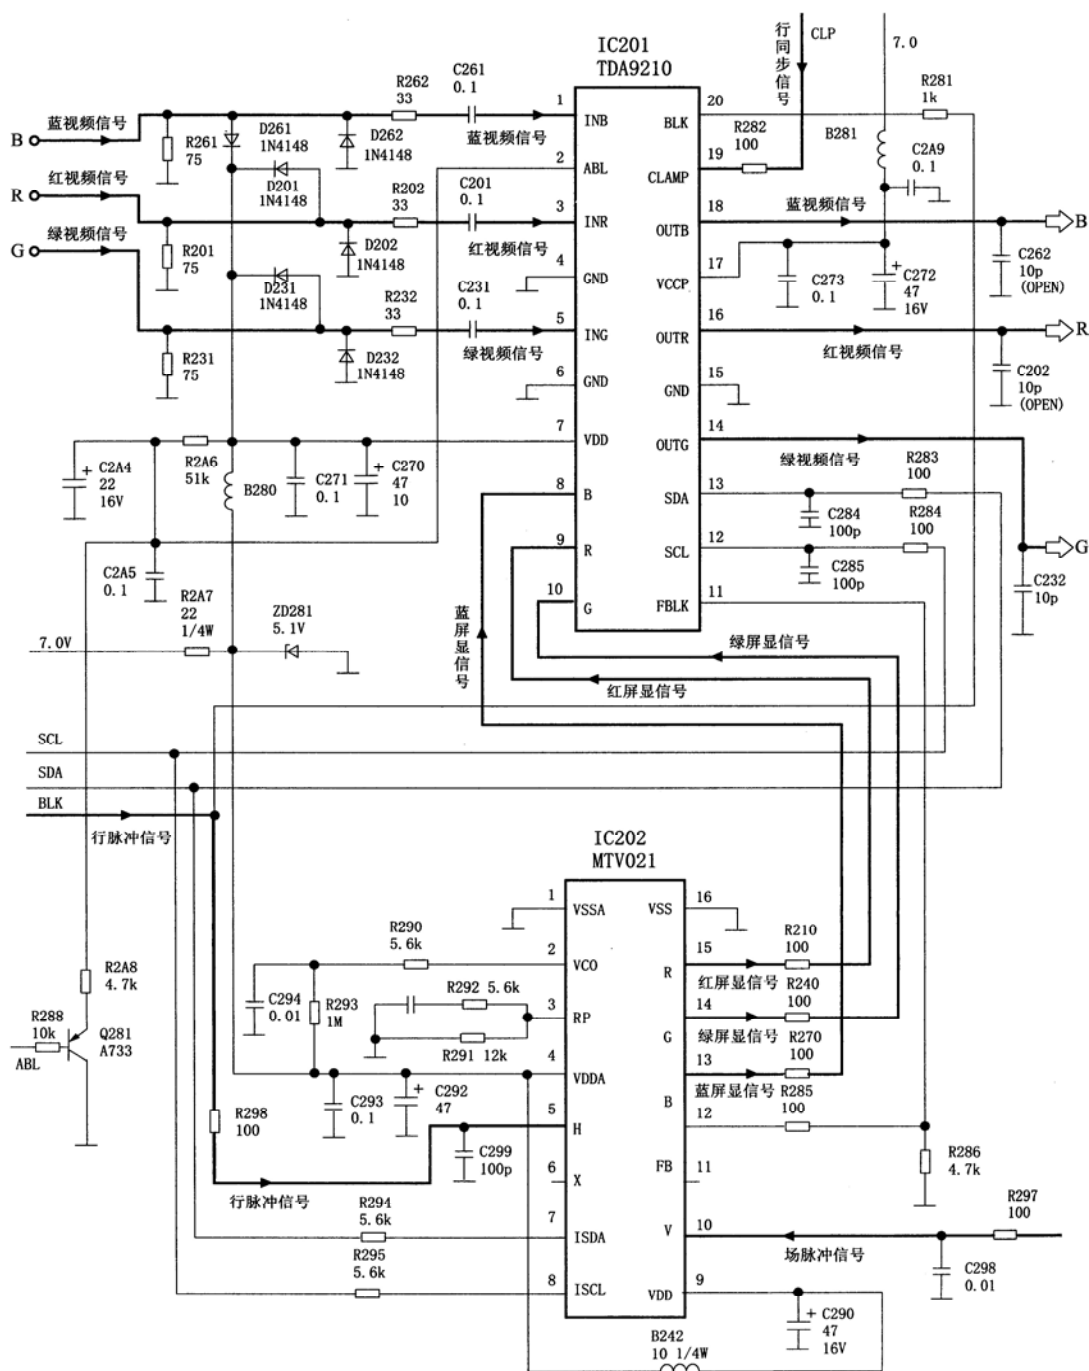 IC201
TDA9210
行同步信号
CLP
7.0
B 蓝视频信号
R261
75
D261
1N4148
D262
1N4148
R262
33
C261
0.1
蓝视频信号
1
INB
20
BLK
R281
1k
R282
100
B281
C2A9
0.1
2
ABL
19
CLAMP
D201
1N4148
R 红视频信号
R202
33
C201
0.1
3
INR
红视频信号
18
OUTB
蓝视频信号
B
C262
10p
(OPEN)
G 绿视频信号
R201
75
D202
1N4148
4
GND
17
VCCP
C273
0.1
C272
+
47
16V
D231
1N4148
R232
33
C231
0.1
5
ING
绿视频信号
16
OUTR
红视频信号
R
C202
10p
(OPEN)
R231
75
D232
1N4148
6
GND
15
GND
7
VDD
14
OUTG
绿视频信号
C2A4
+
22
16V
R2A6
51k
B280
C271
0.1
C270
+
47
10
8
B
13
SDA
R283
100
C284
100p
R284
100
9
R
12
SCL
C285
100p
G
C232
10p
10
G
11
FBLK
C2A5
0.1
R2A7
22
1/4W
ZD281
5.1V
7.0V
蓝屏显信号
绿屏显信号
红屏显信号
SCL
SDA
BLK
行脉冲信号
IC202
MTV021
1
VSSA
16
VSS
R290
5.6k
2
VCO
15
R
R210
100
红屏显信号
C294
0.01
R293
1M
R292 5.6k
3
RP
14
G
R240
100
绿屏显信号
R291 12k
R2A8
4.7k
R288
10k
ABL
Q281
A733
4
VDDA
13
B
R270
100
蓝屏显信号
C293
0.1
C292
+
47
5
H
12
R285
100
R298
100
C299
100p
6
X
FB
11
R286
4.7k
行脉冲信号
R294
5.6k
7
ISDA
V
10
场脉冲信号
R297
100
C298
0.01
R295
5.6k
8
ISCL
9
VDD
C290
+
47
16V
B242
10 1/4W